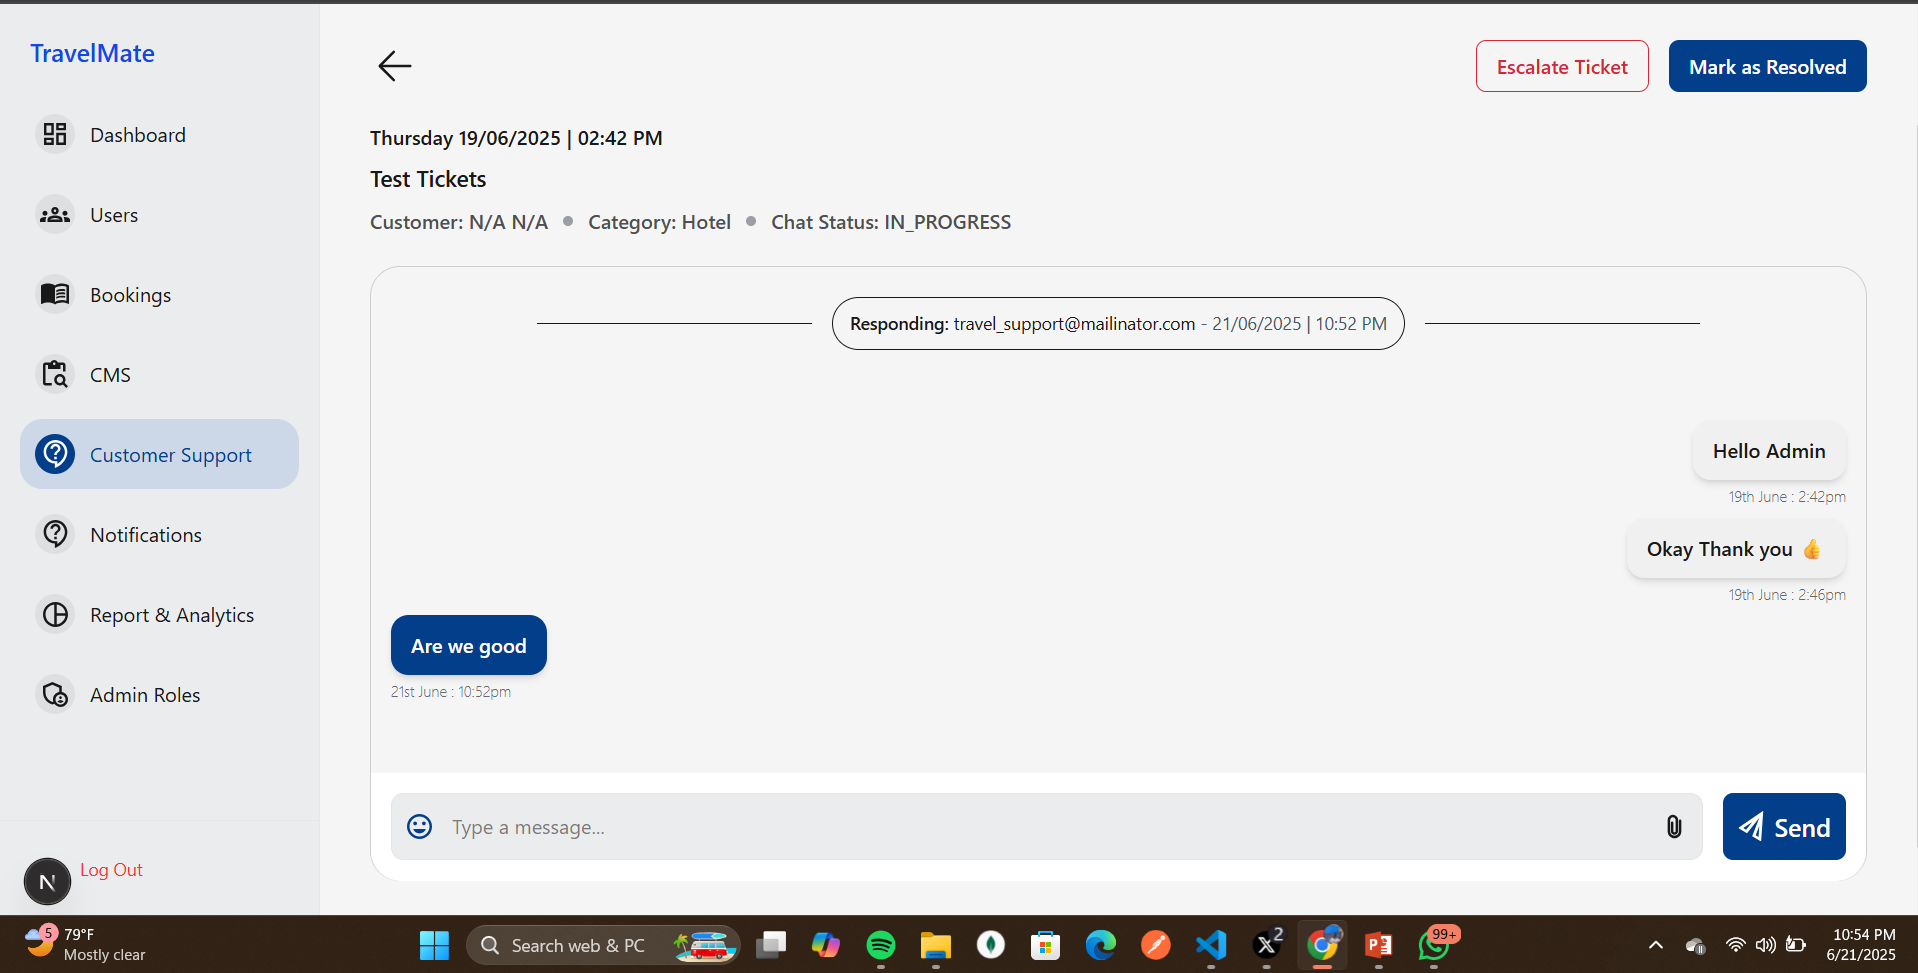 TravelMate
Dashboard
Users
Bookings
CMS
Customer Support
Notifications
Report & Analytics
Admin Roles
N
Log Out
Escalate Ticket
Mark as Resolved
Thursday 19/06/2025 | 02:42 PM
Test Tickets
Customer: N/A N/A
Category: Hotel
Chat Status: IN_PROGRESS
Responding: travel_support@mailinator.com - 21/06/2025 | 10:52 PM
Hello Admin
19th June : 2:42pm
Okay Thank you 👍
19th June : 2:46pm
Are we good
21st June : 10:52pm
Type a message...
Send
5
79°F
Mostly clear
Search web & PC
X
2
P
99+
10:54 PM
6/21/2025